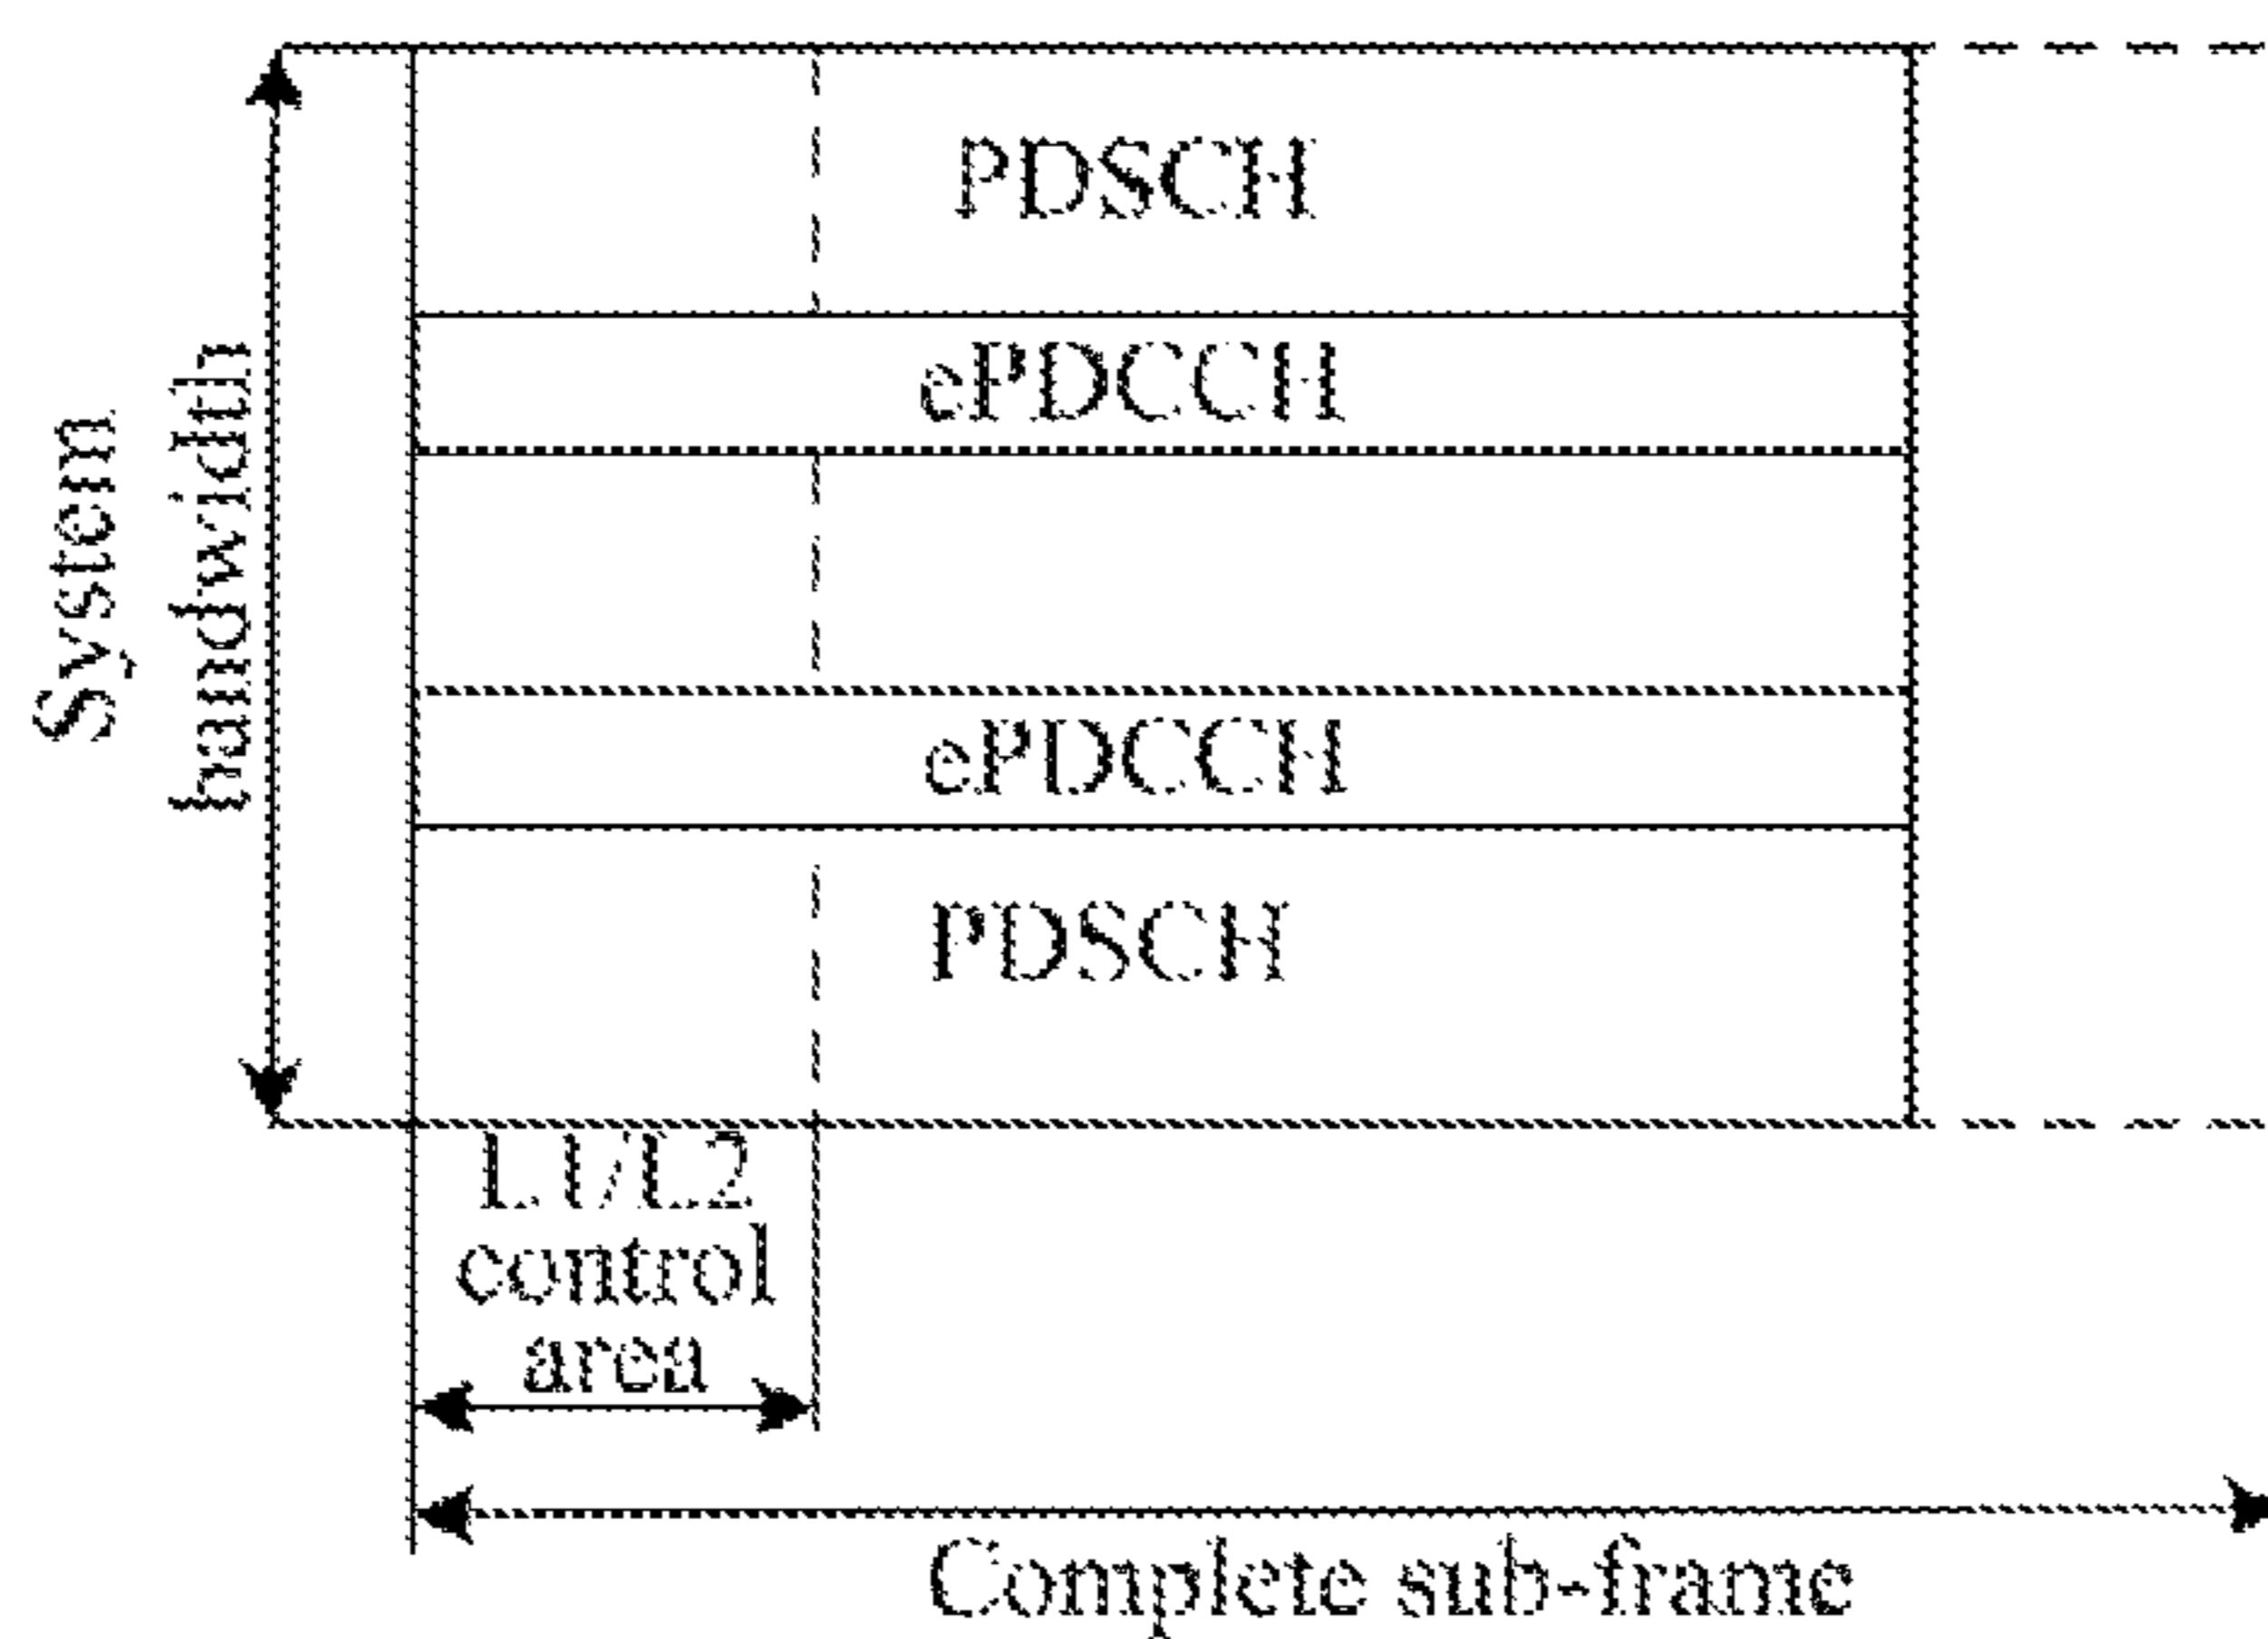 System
bandwidth
PDSCH
ePDCCH
ePDCCH
PDSCH
L1/L2
control
area
Complete sub-frame